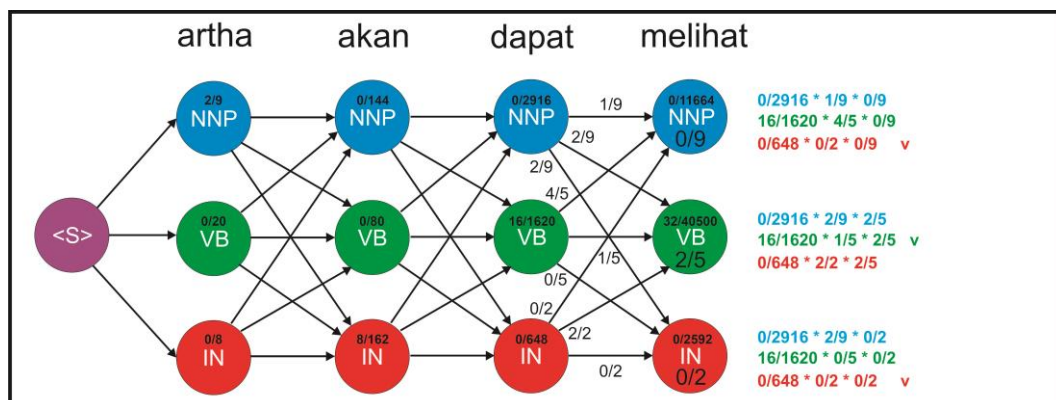 artha akan dapat melihat
2/9 0/144 0/2916 1/9 0/11664
NNP NNP NNP NNP
0/9
2/9
2/9
0/2916 * 1/9 * 0/9
16/1620 * 4/5 * 0/9
0/648 * 0/2 * 0/9 v
4/5
<S>
0/20 0/80 16/1620 32/40500
VB VB VB VB
1/5 2/5
0/5
0/2916 * 2/9 * 2/5
16/1620 * 1/5 * 2/5 v
0/648 * 2/2 * 2/5
0/2
2/2
0/8 8/162 0/648 0/2592
IN IN IN IN
0/2 0/2
0/2916 * 2/9 * 0/2
16/1620 * 0/5 * 0/2
0/648 * 0/2 * 0/2 v